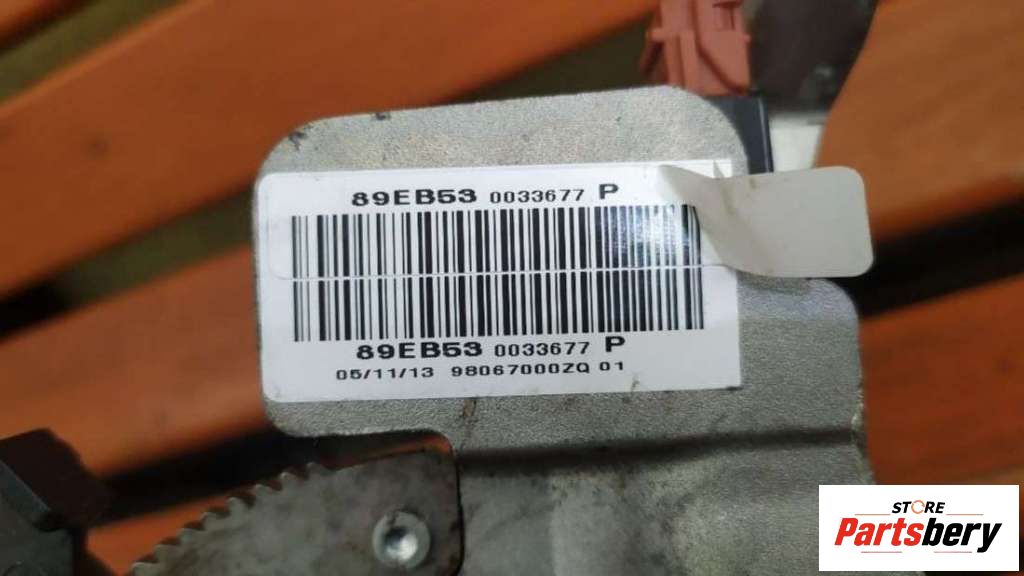 89EB53 0033677 P
89EB53 0033677 P
05/11/13 98067000ZQ 01
STORE
Partsbery